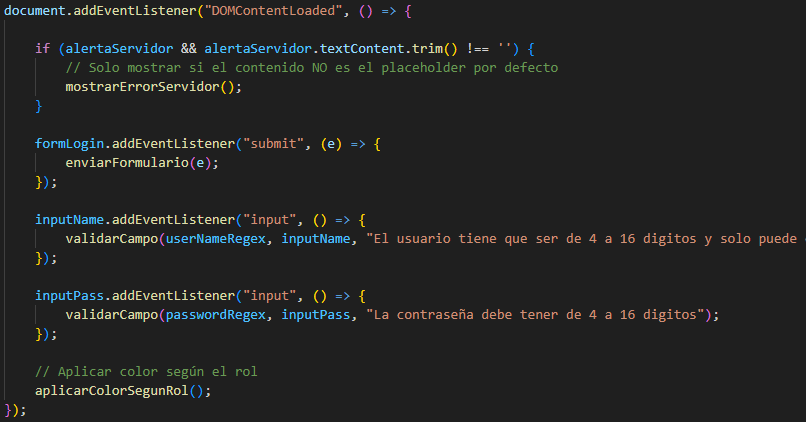 document.addEventListener("DOMContentLoaded", () => {
if (alertaServidor && alertaServidor.textContent.trim() !== '') {
// Solo mostrar si el contenido NO es el placeholder por defecto
mostrarErrorServidor();
}
formLogin.addEventListener("submit", (e) => {
enviarFormulario(e);
});
inputName.addEventListener("input", () => {
validarCampo(userNameRegex, inputName, "El usuario tiene que ser de 4 a 16 digitos y solo puede
});
inputPass.addEventListener("input", () => {
validarCampo(passwordRegex, inputPass, "La contraseña debe tener de 4 a 16 digitos");
});
// Aplicar color según el rol
aplicarColorSegunRol();
});